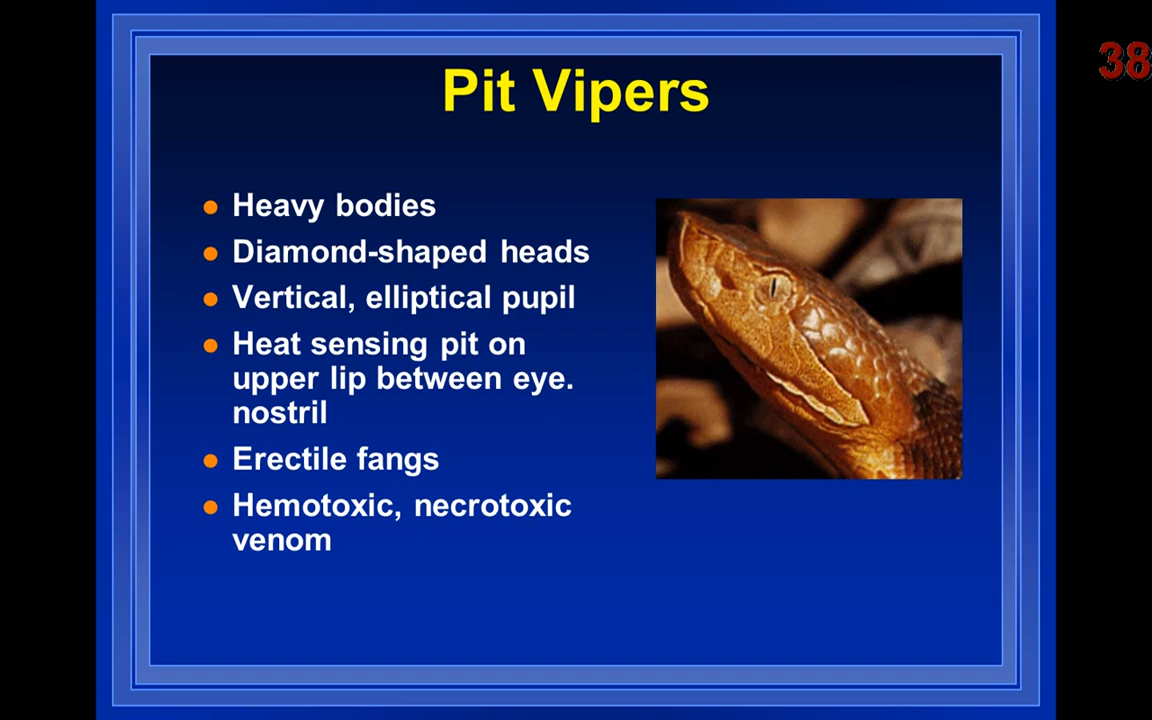 38
Pit Vipers
Heavy bodies
Diamond-shaped heads
Vertical, elliptical pupil
Heat sensing pit on
upper lip between eye.
nostril
Erectile fangs
Hemotoxic, necrotoxic
venom